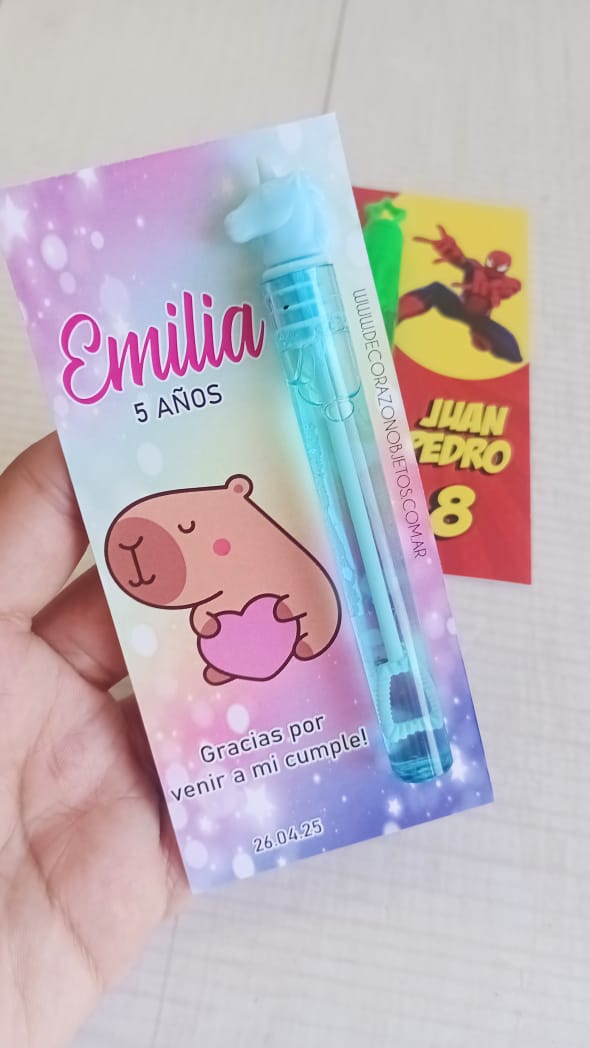 Emilia
5 AÑOS
WWW.DECORAZONOBJETOS.COM.AR
Gracias por
venir a mi cumple!
26.04.25
JUAN
PEDRO
8